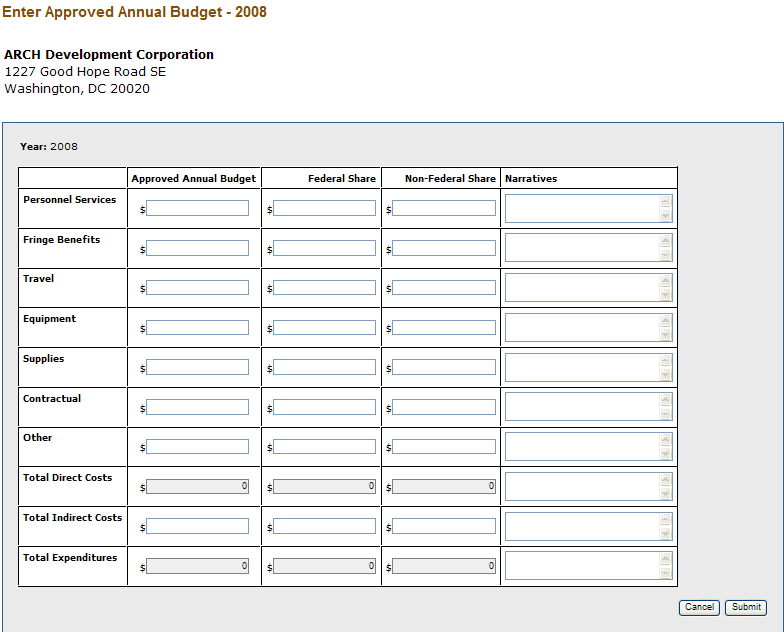 Enter Approved Annual Budget - 2008
ARCH Development Corporation
1227 Good Hope Road SE
Washington, DC 20020
Year: 2008
Approved Annual Budget Federal Share Non-Federal Share Narratives
Personnel Services $ $ $
Fringe Benefits $ $ $
Travel $ $ $
Equipment $ $ $
Supplies $ $ $
Contractual $ $ $
Other $ $ $
Total Direct Costs $ 0 $ 0 $ 0
Total Indirect Costs $ $ $
Total Expenditures $ 0 $ 0 $ 0
Cancel Submit